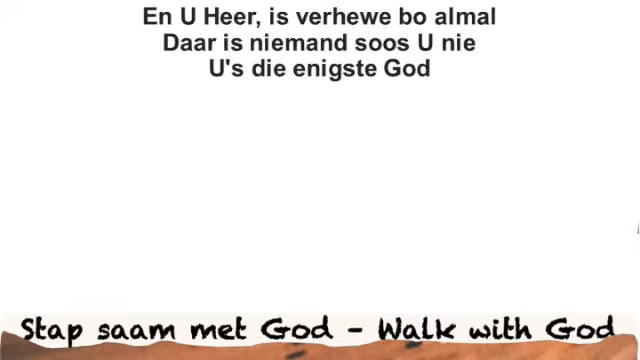 En U Heer, is verhewe bo almal
Daar is niemand soos U nie
U's die enigste God
Stap saam met God - Walk with God